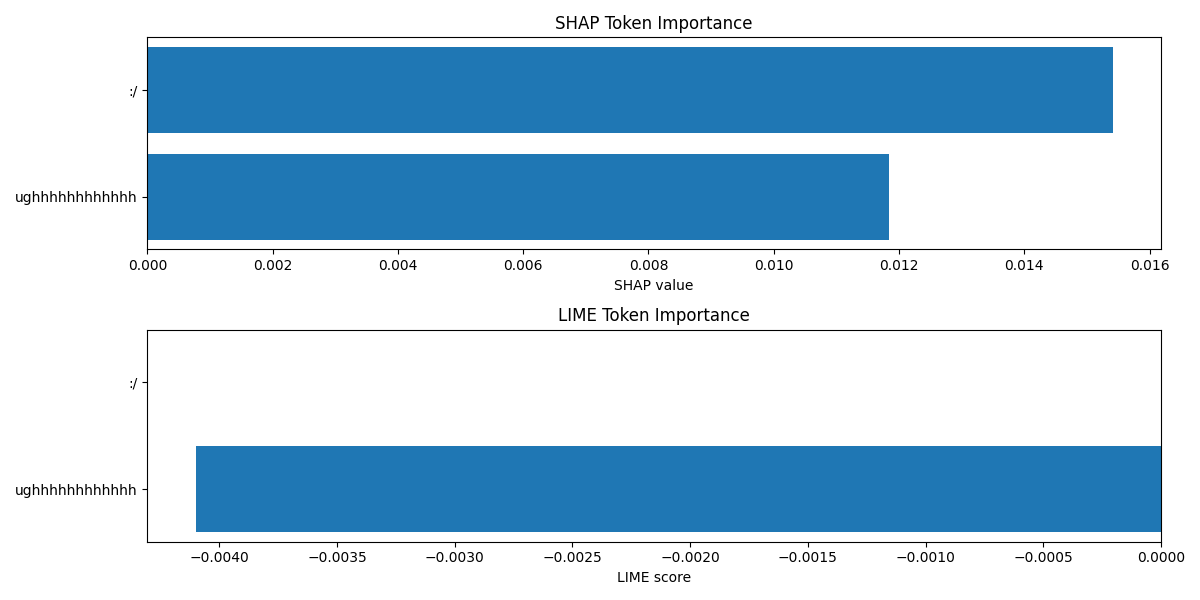 SHAP Token Importance
:/
ughhhhhhhhhhhhh
0.000 0.002 0.004 0.006 0.008 0.010 0.012 0.014 0.016
SHAP value
LIME Token Importance
:/
ughhhhhhhhhhhhh
−0.0040 −0.0035 −0.0030 −0.0025 −0.0020 −0.0015 −0.0010 −0.0005 0.0000
LIME score